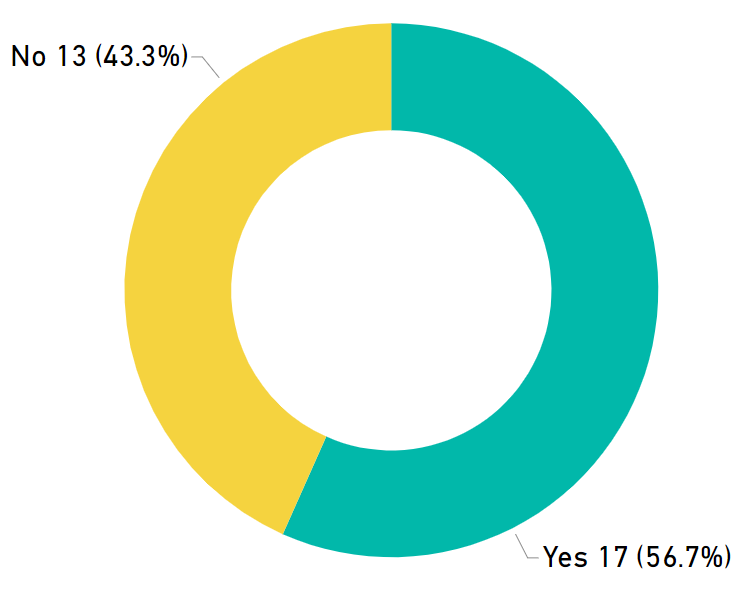 No 13 (43.3%)
Yes 17 (56.7%)